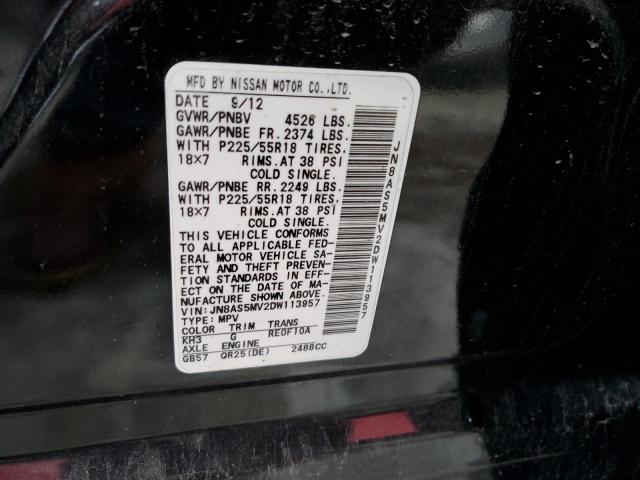 MFD BY NISSAN MOTOR CO.,LTD.
DATE 9/12
GVWR/PNBV 4526 LBS.
GAWR/PNBE FR. 2374 LBS.
WITH P225/55R18 TIRES,
18X7 RIMS.AT 38 PSI
COLD SINGLE.
GAWR/PNBE RR. 2249 LBS.
WITH P225/55R18 TIRES,
18X7 RIMS.AT 38 PSI
COLD SINGLE.
THIS VEHICLE CONFORMS
TO ALL APPLICABLE FED-
ERAL MOTOR VEHICLE SA-
FETY AND THEFT PREVEN-
TION STANDARDS IN EFF-
ECT ON THE DATE OF MA-
NUFACTURE SHOWN ABOVE.
VIN:JN8AS5MV2DW113957
TYPE:MPV
COLOR TRIM TRANS
KH3 G RE0F10A
AXLE ENGINE
GB57 QR25(DE) 2488CC
JN8AS5MV2DW113957